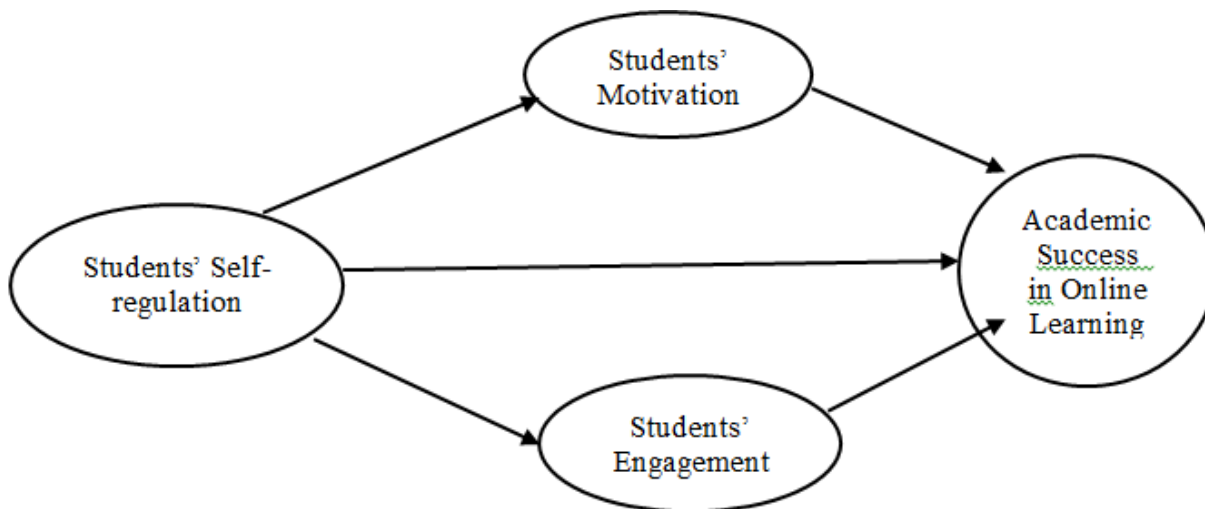 Students’
Motivation
Students’ Self-
regulation
Academic
Success
in Online
Learning
Students’
Engagement